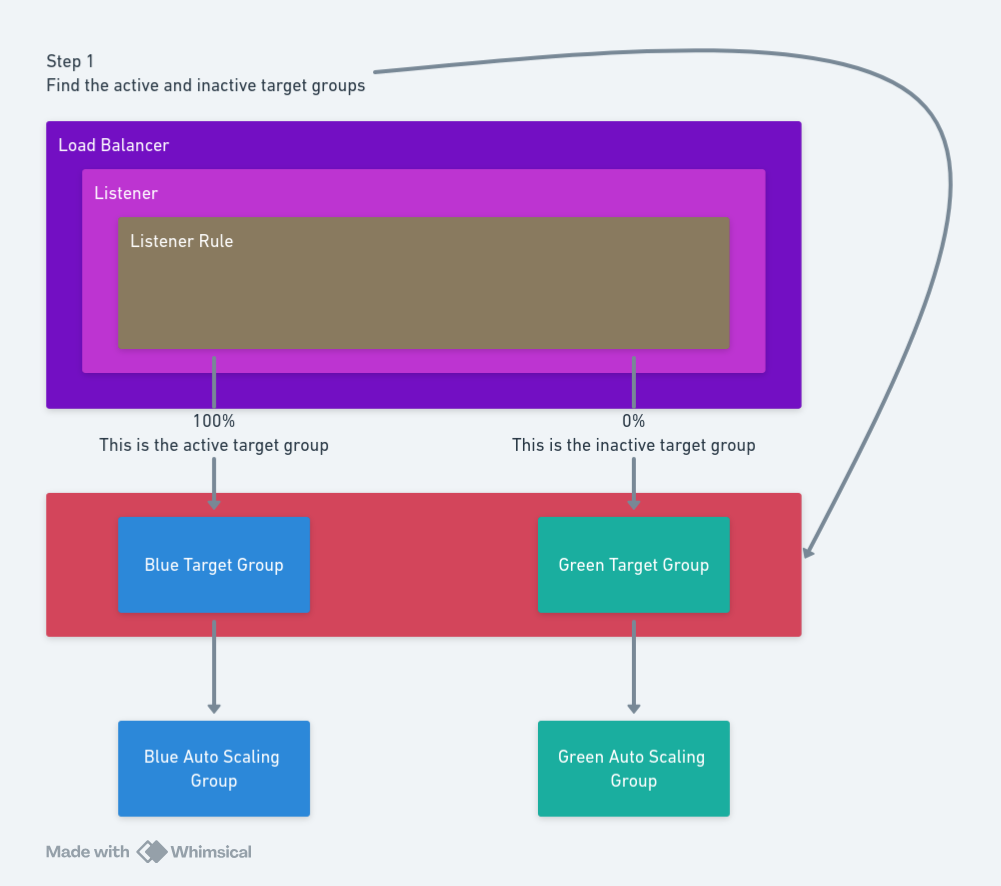 Step 1
Find the active and inactive target groups
Load Balancer
Listener
Listener Rule
100%
This is the active target group
0%
This is the inactive target group
Blue Target Group
Green Target Group
Blue Auto Scaling
Group
Green Auto Scaling
Group
Made with Whimsical